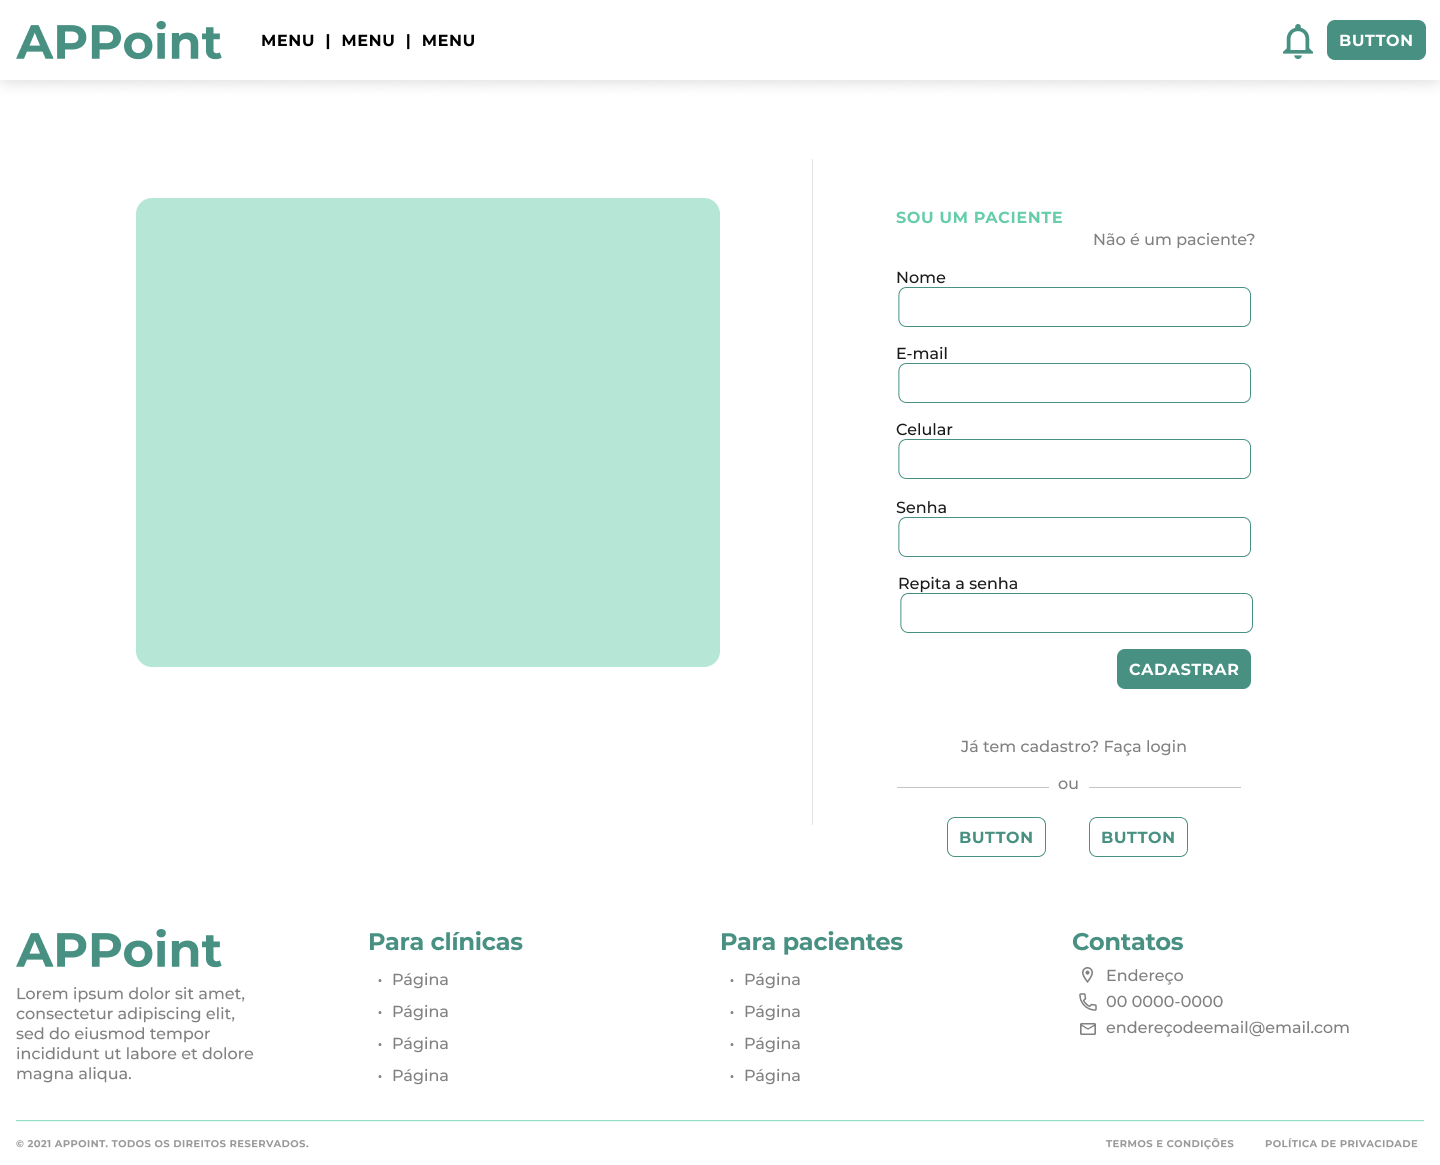 APPoint
MENU | MENU | MENU
BUTTON
SOU UM PACIENTE
Não é um paciente?
Nome
E-mail
Celular
Senha
Repita a senha
CADASTRAR
Já tem cadastro? Faça login
ou
BUTTON
BUTTON
APPoint
Lorem ipsum dolor sit amet,
consectetur adipiscing elit,
sed do eiusmod tempor
incididunt ut labore et dolore
magna aliqua.
Para clínicas
• Página
• Página
• Página
• Página
Para pacientes
• Página
• Página
• Página
• Página
Contatos
Endereço
00 0000-0000
endereçodeemail@email.com
© 2021 APPOINT. TODOS OS DIREITOS RESERVADOS.
TERMOS E CONDIÇÕES
POLÍTICA DE PRIVACIDADE